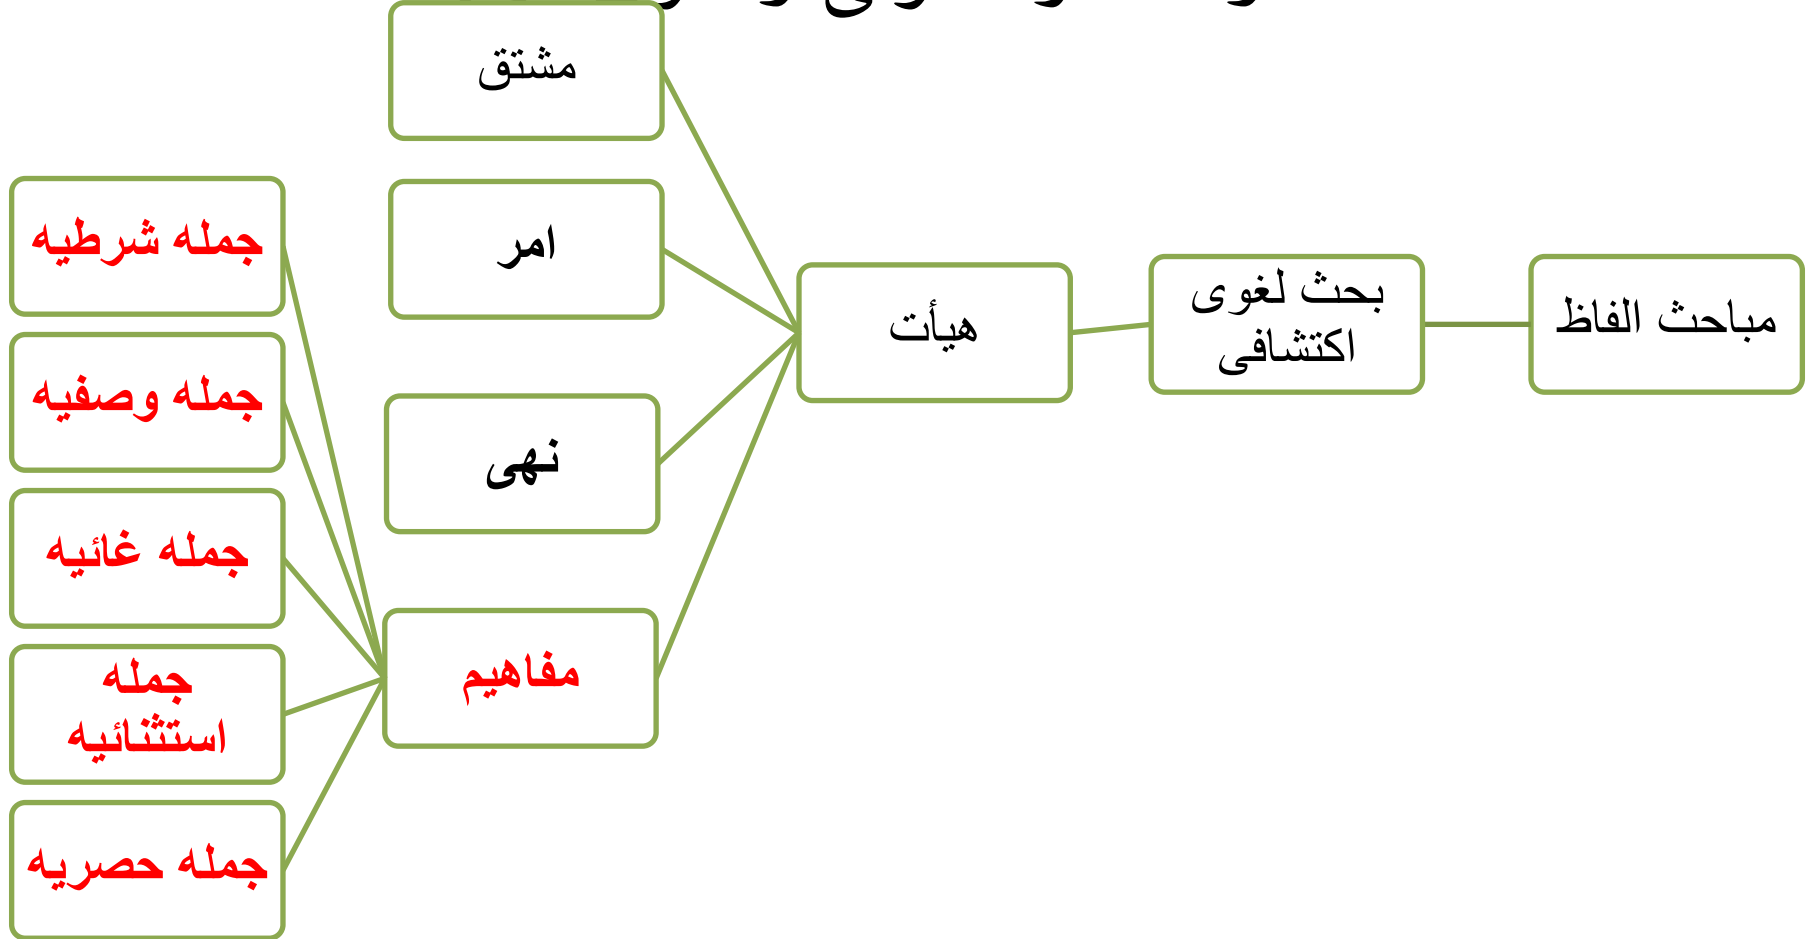 مباحث الفاظ
بحث لغوی
اکتشافی
هیأت
مشتق
امر
نهی
مفاهیم
جمله شرطیه
جمله وصفیه
جمله غائیه
جمله
استثنائیه
جمله حصریه